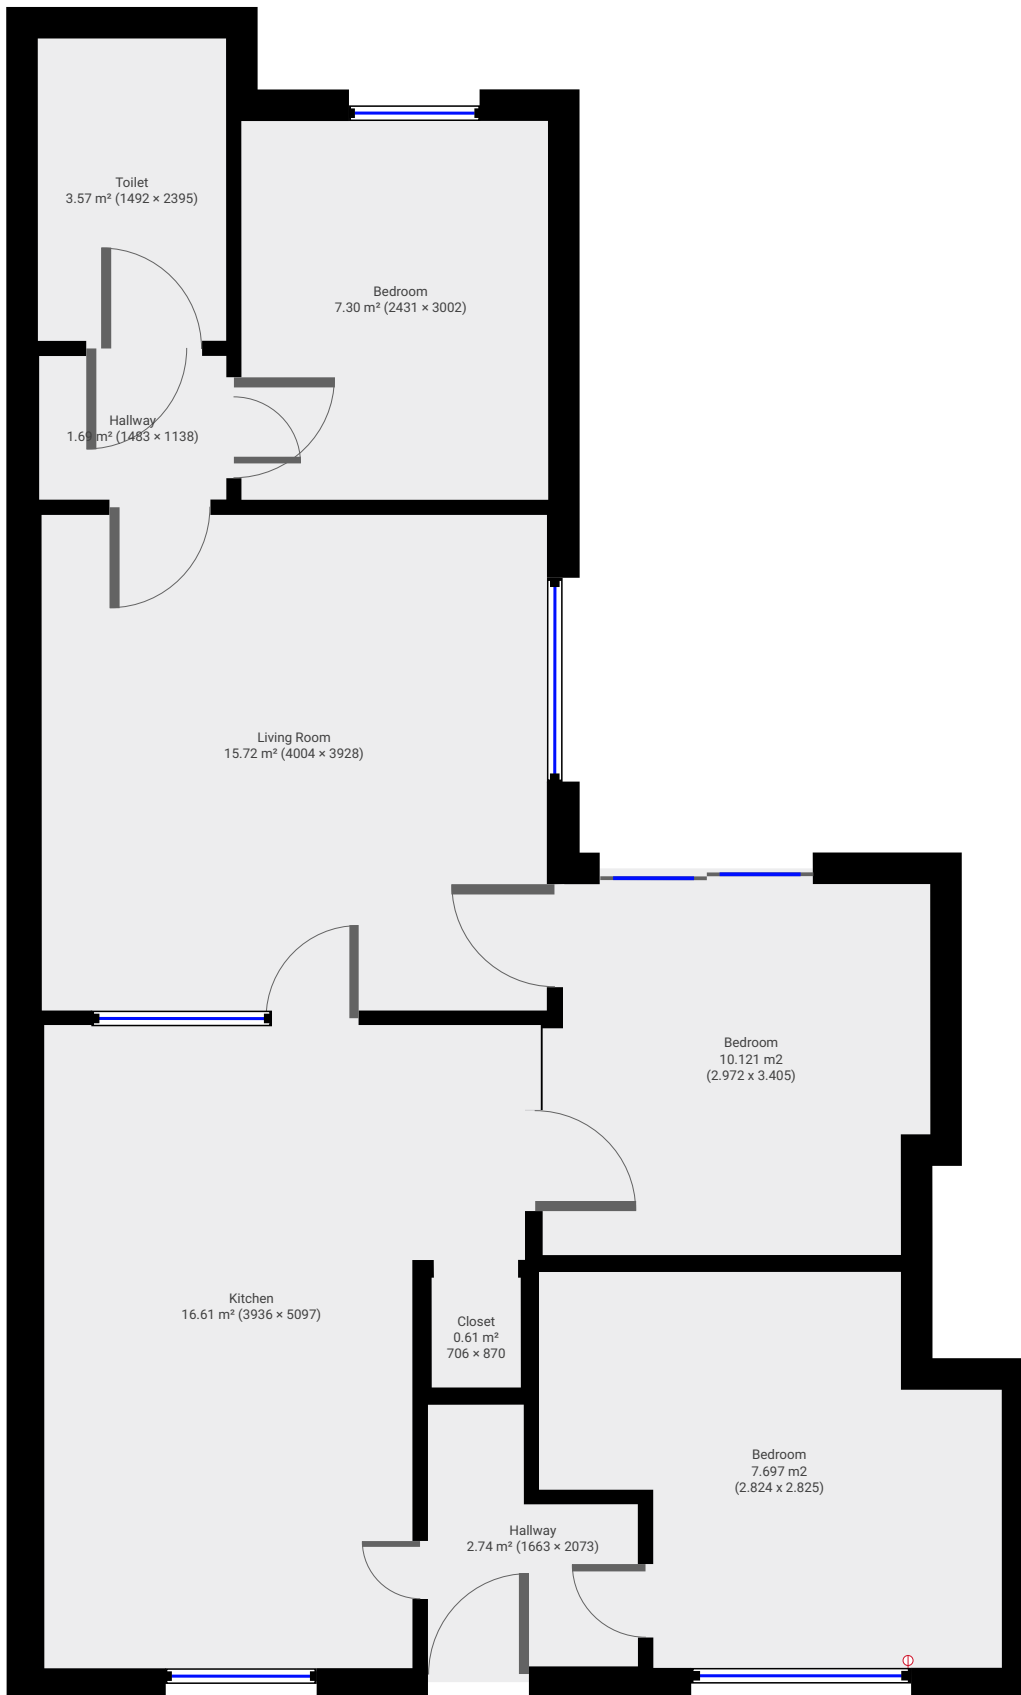 Toilet
3.57 m² (1492 × 2395)
Bedroom
7.30 m² (2431 × 3002)
Hallway
1.69 m² (1483 × 1138)
Living Room
15.72 m² (4004 × 3928)
Bedroom
10.121 m2
(2.972 x 3.405)
Kitchen
16.61 m² (3936 × 5097)
Closet
0.61 m²
706 × 870
Bedroom
7.697 m2
(2.824 x 2.825)
Hallway
2.74 m² (1663 × 2073)